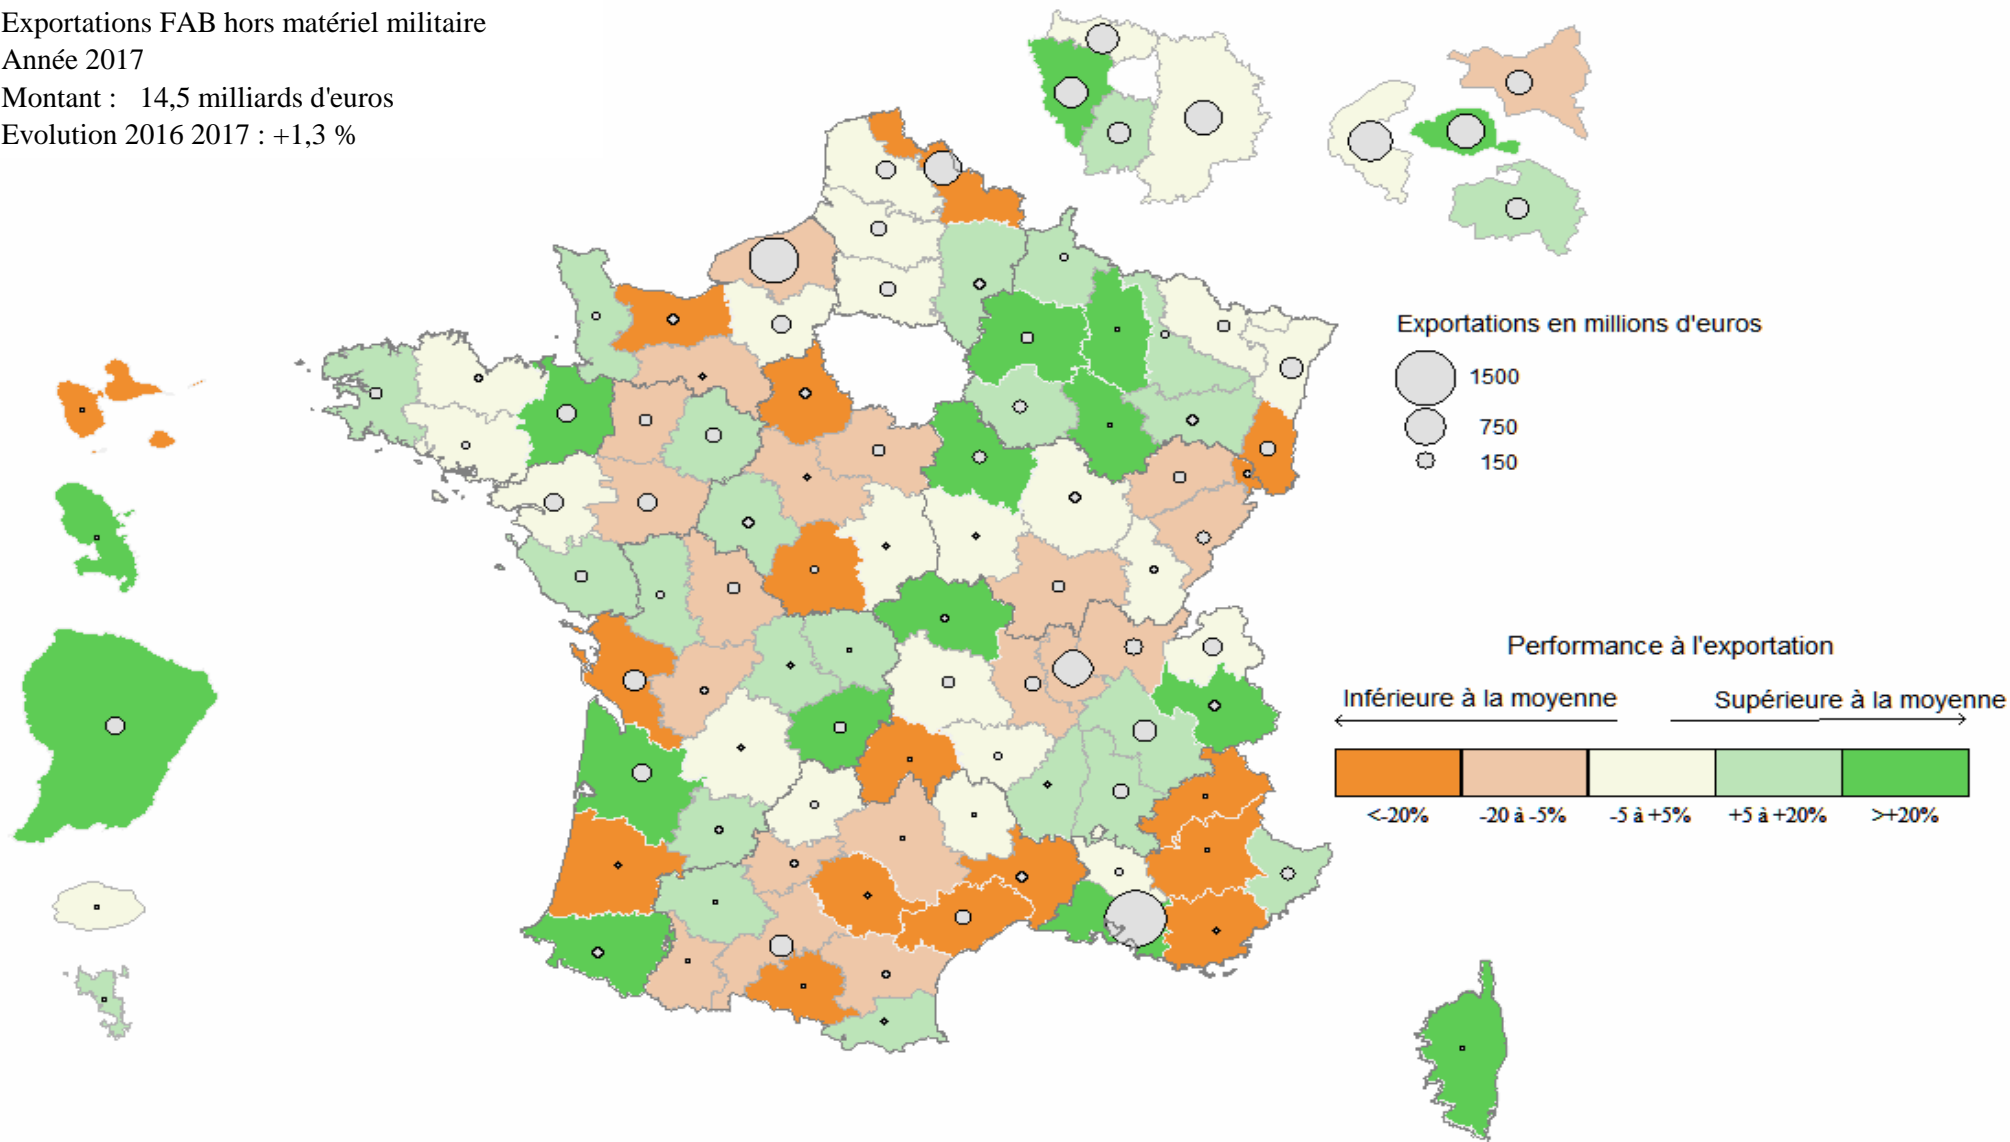 Exportations FAB hors matériel militaire
Année 2017
Montant : 14,5 milliards d'euros
Evolution 2016 2017 : +1,3 %
Exportations en millions d'euros
1500
750
150
Performance à l'exportation
Inférieure à la moyenne
Supérieure à la moyenne
<-20%
-20 à -5%
-5 à +5%
+5 à +20%
>+20%